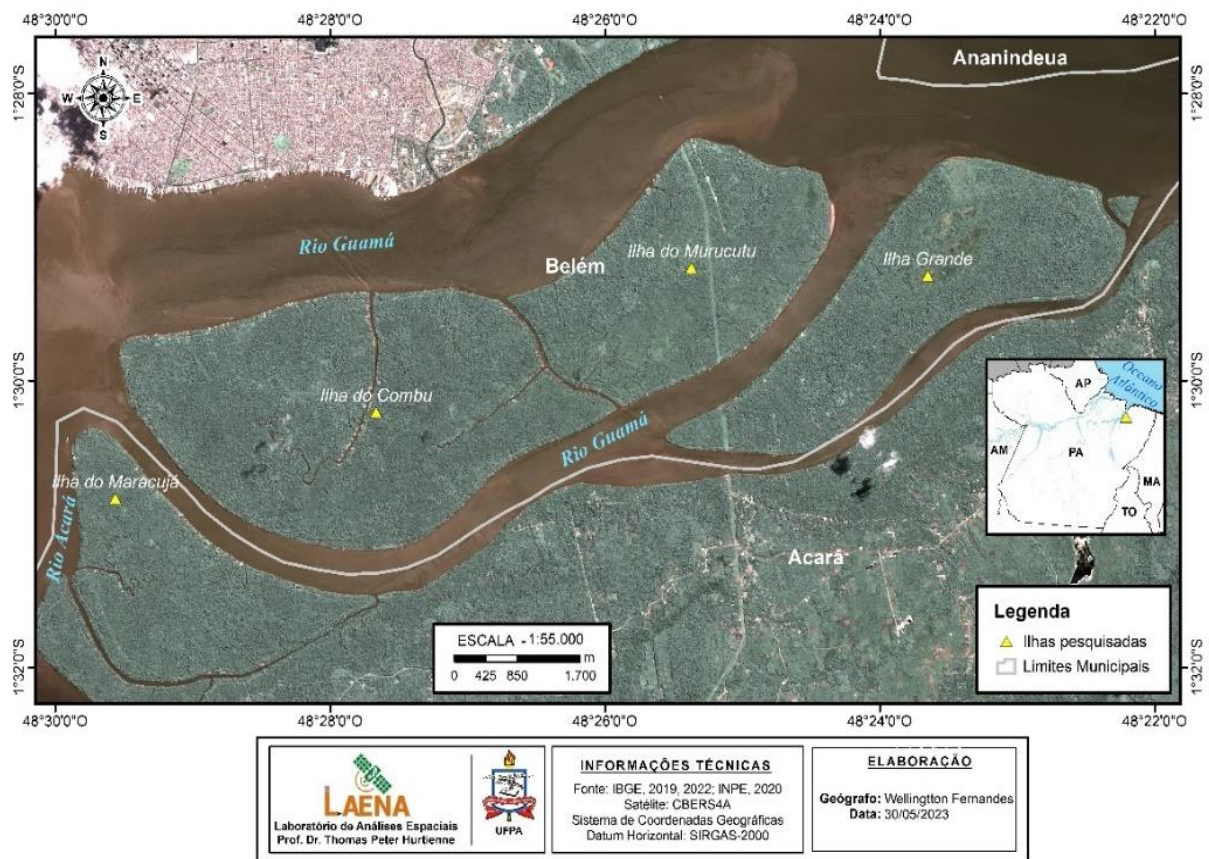 48°30'0"O 48°28'0"O 48°26'0"O 48°24'0"O 48°22'0"O
1°28'0"S 1°28'0"S
N
W E
S
Ananindeua
Rio Guamá
Belém
Ilha do Murucutu
Ilha Grande
1°30'0"S 1°30'0"S
Ilha do Combu
Rio Guamá
Oceano
Atlântico
AP
AM
PA
MA
TO
Ilha do Maracujá
Rio Acará
Acará
ESCALA - 1:55.000
m
0 425 850 1.700
Legenda
Ilhas pesquisadas
Limites Municipais
1°32'0"S 1°32'0"S
48°30'0"O 48°28'0"O 48°26'0"O 48°24'0"O 48°22'0"O
LAENA
Laboratório de Análises Espaciais
Prof. Dr. Thomas Peter Hurtienne
UFPA
INFORMAÇÕES TÉCNICAS
Fonte: IBGE, 2019, 2022; INPE, 2020
Satélite: CBERS4A
Sistema de Coordenadas Geográficas
Datum Horizontal: SIRGAS-2000
ELABORAÇÃO
Geógrafo: Wellingtton Fernandes
Data: 30/05/2023